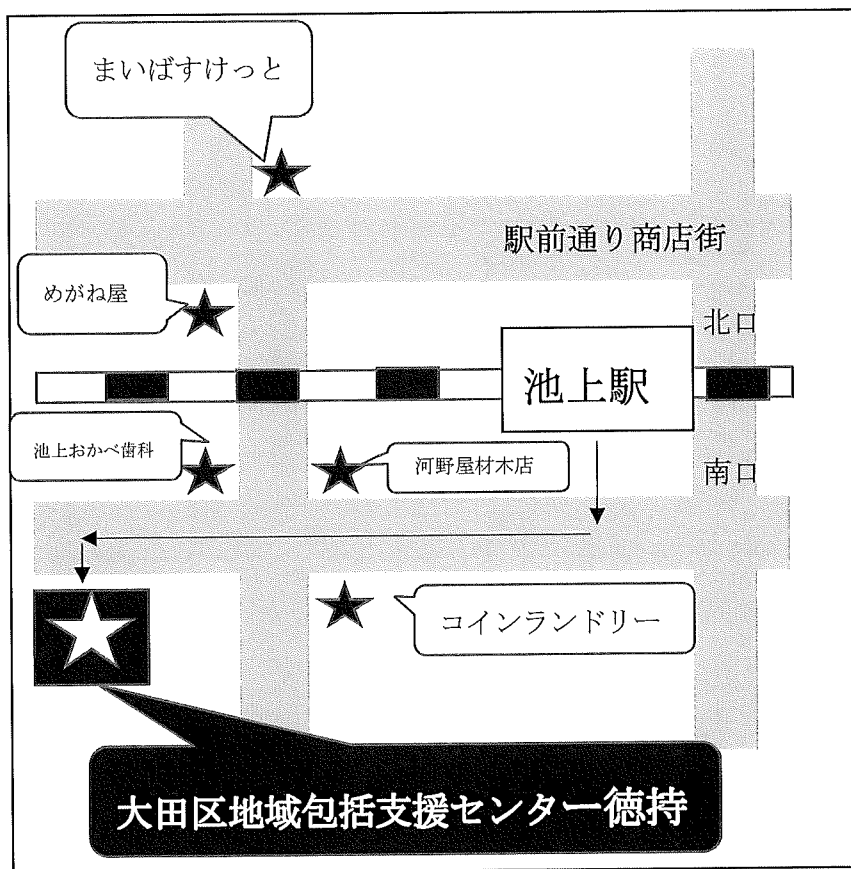 まいばすけっと
駅前通り商店街
めがね屋
北口
池上駅
池上おかべ歯科
河野屋材木店
南口
コインランドリー
大田区地域包括支援センター徳持